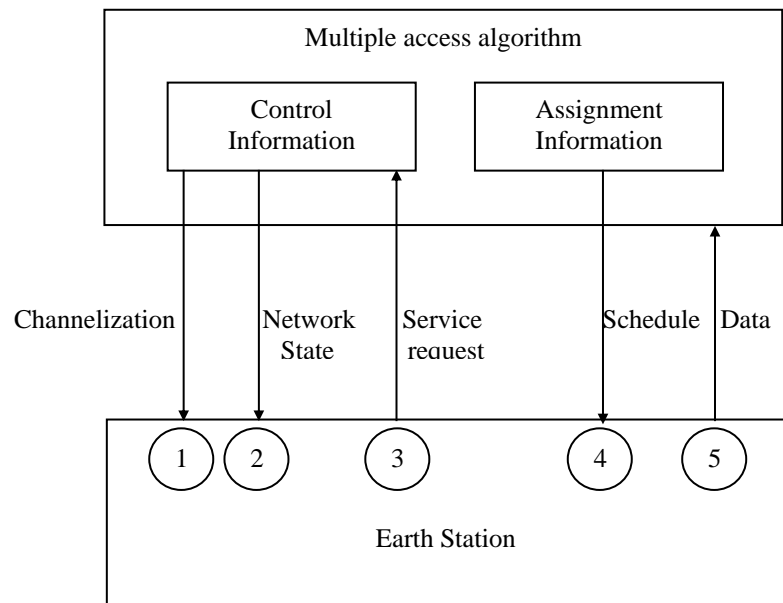 Multiple access algorithm
Control
Information
Assignment
Information
Channelization
Network
State
Service
request
Schedule
Data
1
2
3
4
5
Earth Station